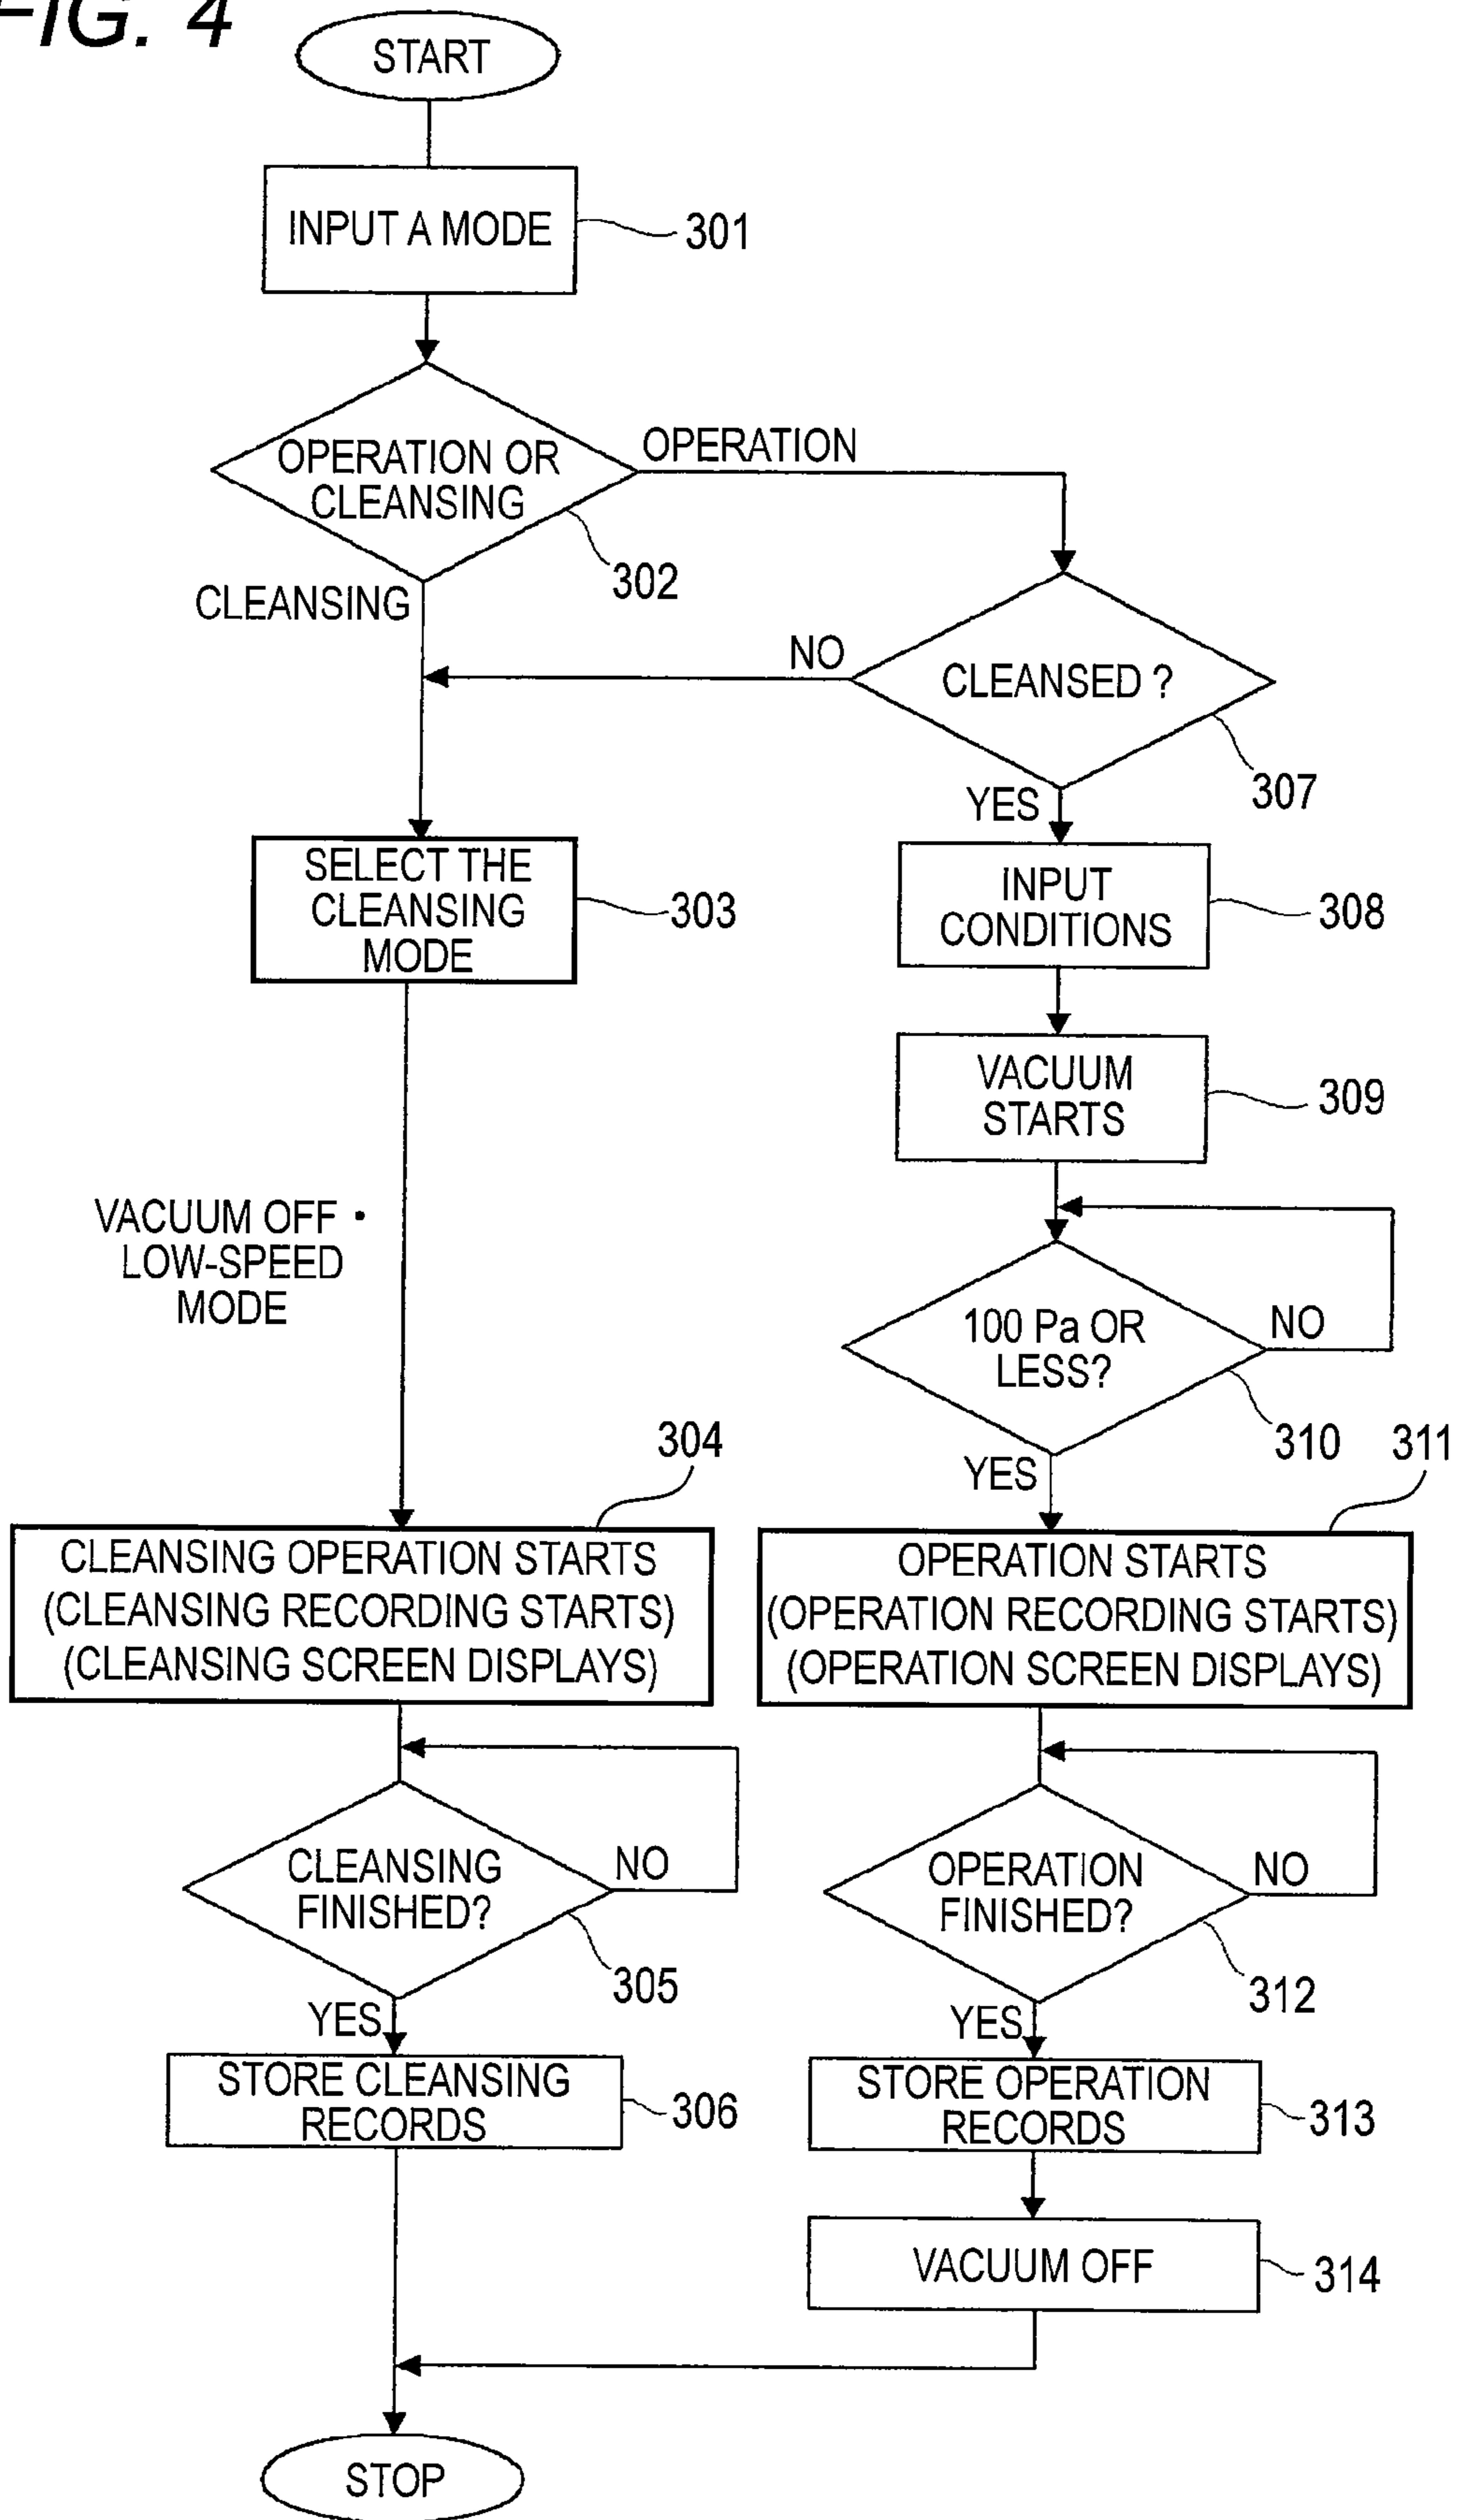 FIG. 4
START
INPUT A MODE
301
OPERATION OR
CLEANSING
OPERATION
302
CLEANSING
NO
CLEANSED ?
307
YES
SELECT THE
CLEANSING
MODE
303
INPUT
CONDITIONS
308
VACUUM
STARTS
309
VACUUM OFF •
LOW-SPEED
MODE
100 Pa OR
LESS?
NO
310
YES
304
311
CLEANSING OPERATION STARTS
(CLEANSING RECORDING STARTS)
(CLEANSING SCREEN DISPLAYS)
OPERATION STARTS
(OPERATION RECORDING STARTS)
(OPERATION SCREEN DISPLAYS)
CLEANSING
FINISHED?
NO
305
YES
OPERATION
FINISHED?
NO
312
YES
STORE CLEANSING
RECORDS
306
STORE OPERATION
RECORDS
313
VACUUM OFF
314
STOP